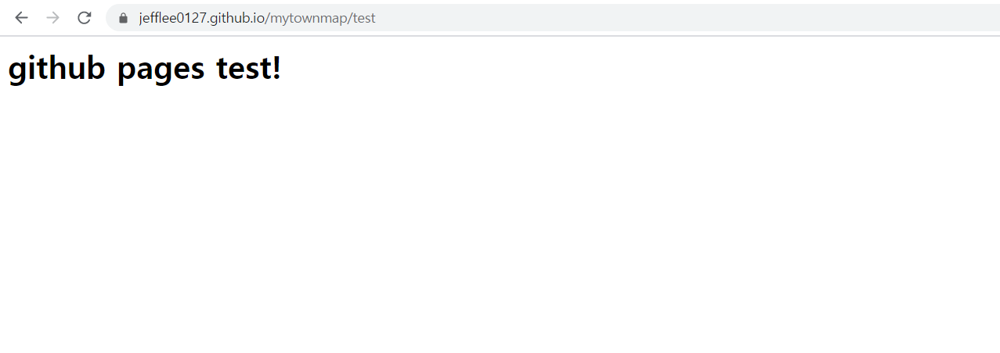 jefflee0127.github.io/mytownmap/test
github pages test!